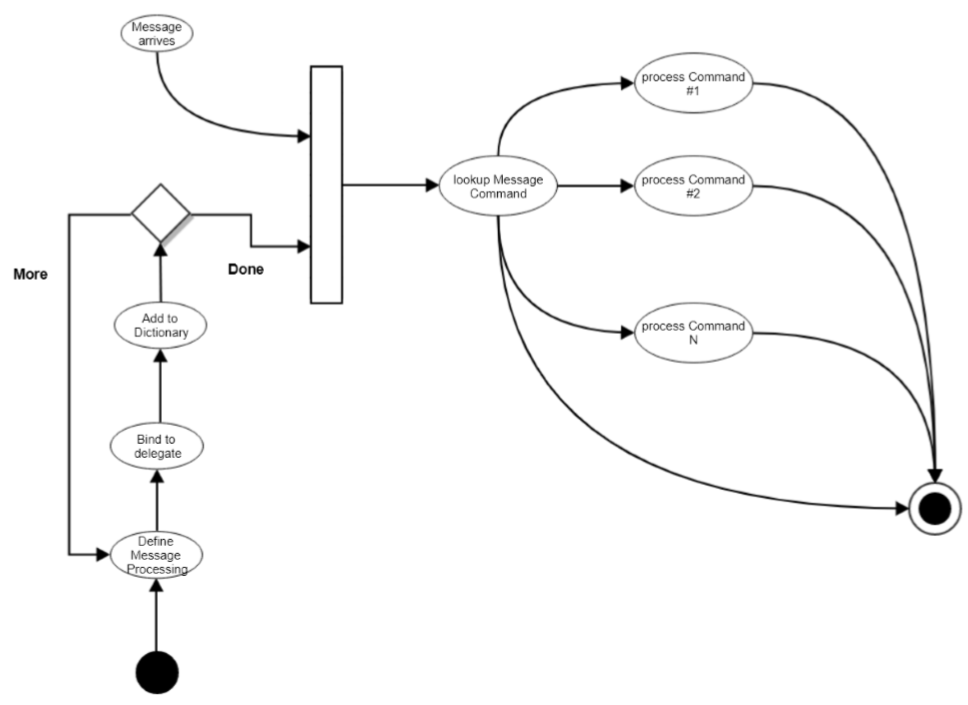 Message
arrives
process Command
#1
lookup Message
Command
process Command
#2
More
Done
Add to
Dictionary
process Command
N
Bind to
delegate
Define
Message
Processing